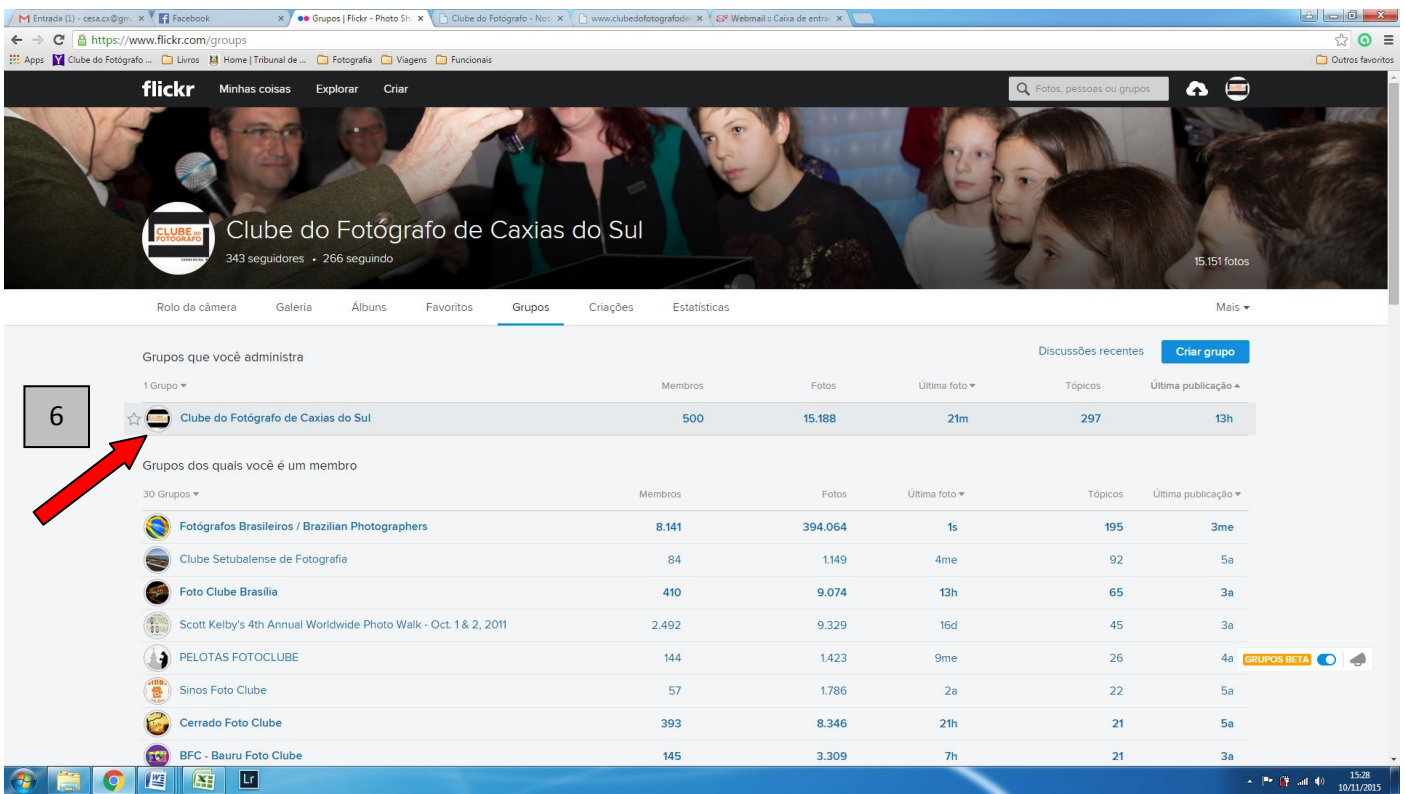 Entrada (1) - cesa.cx@gm Facebook Grupos | Flickr - Photo Sh Clube do Fotógrafo - Not www.clubedofotografode Webmail :: Caixa de entra
https://www.flickr.com/groups
Apps Clube do Fotógrafo ... Livros Home | Tribunal de ... Fotografia Viagens Funcionais Outros favoritos
flickr Minhas coisas Explorar Criar Fotos, pessoas ou grupos
CLUBE DO FOTÓGRAFO
Clube do Fotógrafo de Caxias do Sul
343 seguidores • 266 seguindo 15.151 fotos
Rolo da câmera Galeria Álbuns Favoritos Grupos Criações Estatísticas Mais
Grupos que você administra Discussões recentes Criar grupo
1 Grupo Membros Fotos Última foto Tópicos Última publicação
6
Clube do Fotógrafo de Caxias do Sul 500 15.188 21m 297 13h
Grupos dos quais você é um membro
30 Grupos Membros Fotos Última foto Tópicos Última publicação
Fotógrafos Brasileiros / Brazilian Photographers 8.141 394.064 1s 195 3me
Clube Setubalense de Fotografia 84 1.149 4me 92 5a
Foto Clube Brasília 410 9.074 13h 65 3a
Scott Kelby's 4th Annual Worldwide Photo Walk - Oct. 1 & 2, 2011 2.492 9.329 16d 45 3a
PELOTAS FOTOCLUBE 144 1.423 9me 26 4a
GRUPOS BETA
Sinos Foto Clube 57 1.786 2a 22 5a
Cerrado Foto Clube 393 8.346 21h 21 5a
BFC - Bauru Foto Clube 145 3.309 7h 21 3a
Lr
15:28
10/11/2015